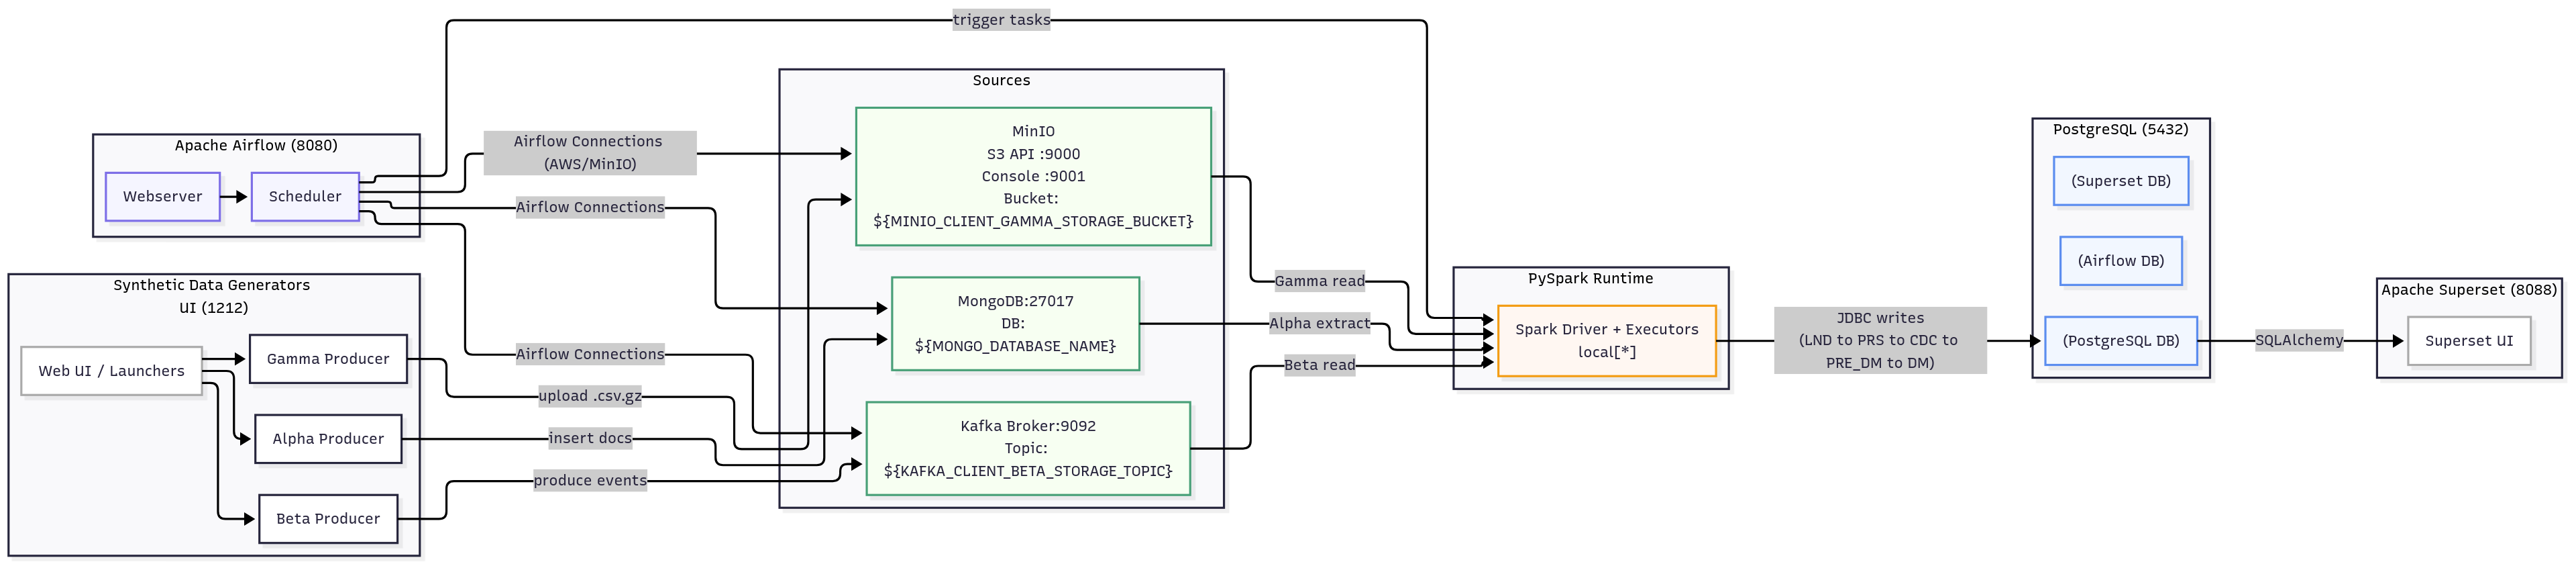 trigger tasks
Sources
MinIO
S3 API :9000
Console :9001
Bucket:
${MINIO_CLIENT_GAMMA_STORAGE_BUCKET}
MongoDB:27017
DB:
${MONGO_DATABASE_NAME}
Kafka Broker:9092
Topic:
${KAFKA_CLIENT_BETA_STORAGE_TOPIC}
Apache Airflow (8080)
Webserver
Scheduler
Airflow Connections
(AWS/MinIO)
Airflow Connections
Airflow Connections
Synthetic Data Generators
UI (1212)
Web UI / Launchers
Gamma Producer
Alpha Producer
Beta Producer
upload .csv.gz
insert docs
produce events
Gamma read
Alpha extract
Beta read
PySpark Runtime
Spark Driver + Executors
local[*]
JDBC writes
(LND to PRS to CDC to
PRE_DM to DM)
PostgreSQL (5432)
(Superset DB)
(Airflow DB)
(PostgreSQL DB)
SQLAlchemy
Apache Superset (8088)
Superset UI